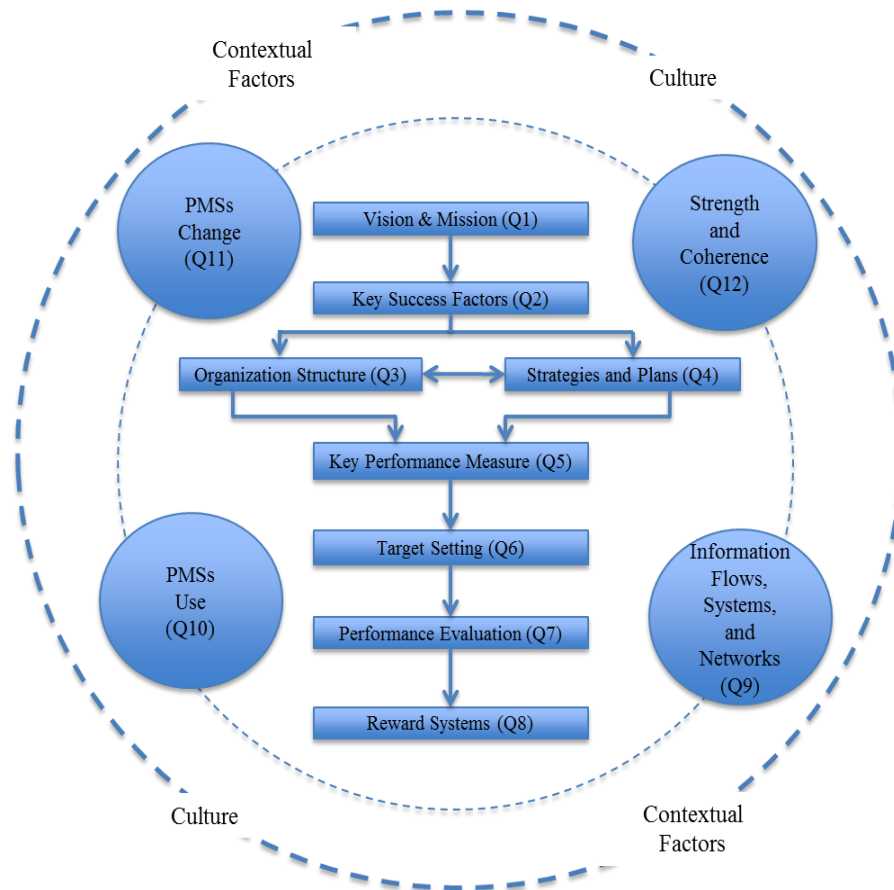 Contextual
Factors
Culture
PMSs
Change
(Q11)
Strength
and
Coherence
(Q12)
Vision & Mission (Q1)
Key Success Factors (Q2)
Organization Structure (Q3)
Strategies and Plans (Q4)
Key Performance Measure (Q5)
Target Setting (Q6)
Performance Evaluation (Q7)
Reward Systems (Q8)
PMSs
Use
(Q10)
Information
Flows,
Systems,
and
Networks
(Q9)
Culture
Contextual
Factors